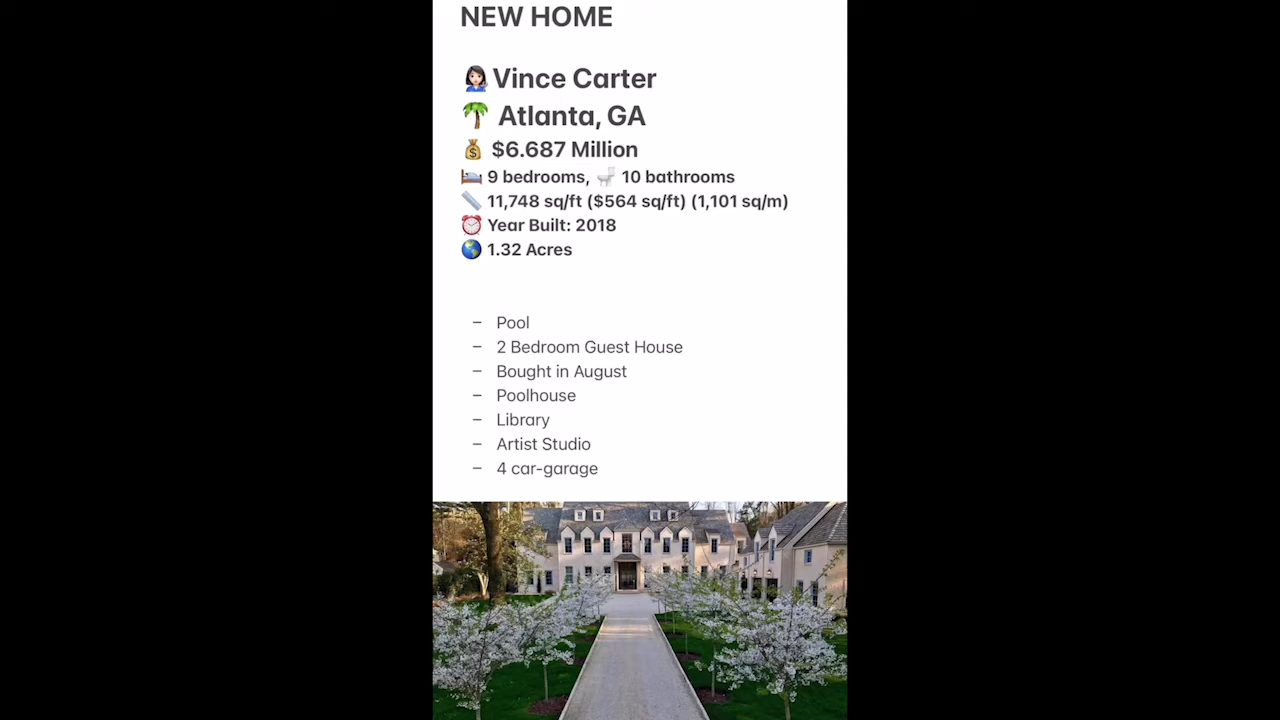 NEW HOME
👩🏻‍💼Vince Carter
🌴 Atlanta, GA
💰 $6.687 Million
🛌 9 bedrooms, 🚽 10 bathrooms
📏 11,748 sq/ft ($564 sq/ft) (1,101 sq/m)
⏰ Year Built: 2018
🌎 1.32 Acres
– Pool
– 2 Bedroom Guest House
– Bought in August
– Poolhouse
– Library
– Artist Studio
– 4 car-garage